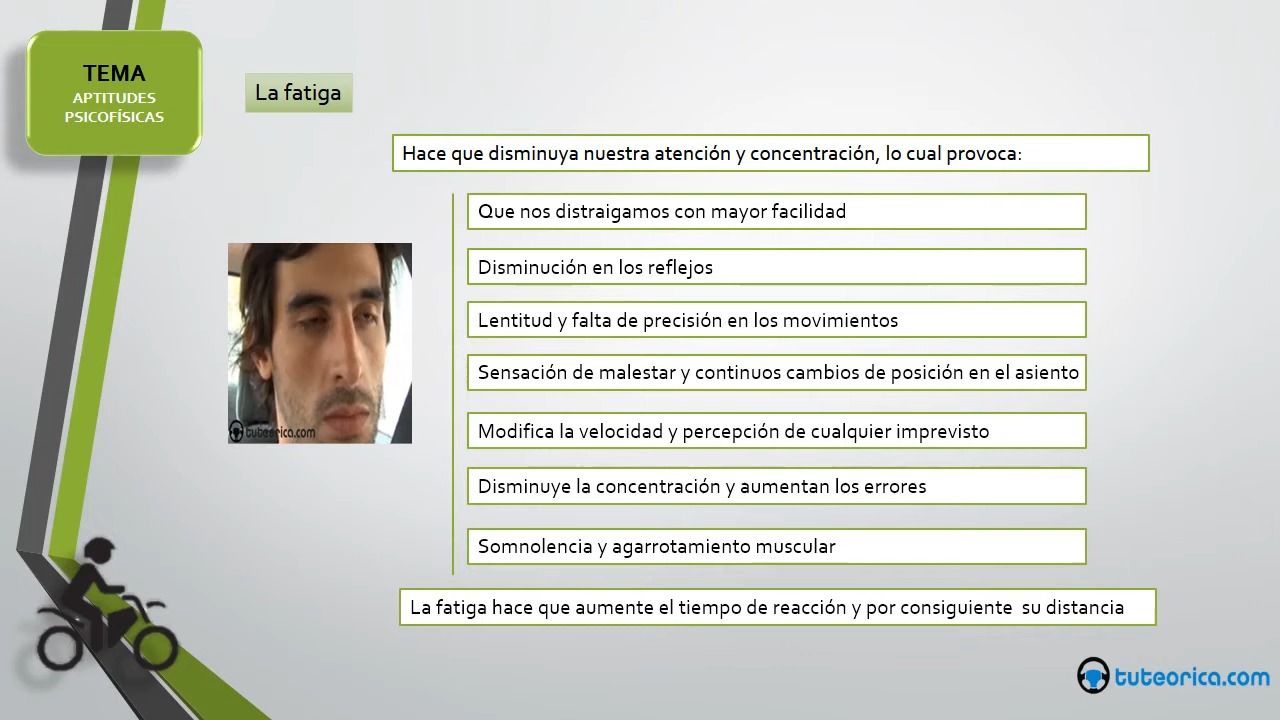 TEMA
APTITUDES
PSICOFÍSICAS
La fatiga
Hace que disminuya nuestra atención y concentración, lo cual provoca:
Que nos distraigamos con mayor facilidad
Disminución en los reflejos
Lentitud y falta de precisión en los movimientos
Sensación de malestar y continuos cambios de posición en el asiento
Modifica la velocidad y percepción de cualquier imprevisto
Disminuye la concentración y aumentan los errores
Somnolencia y agarrotamiento muscular
tuteorica.com
La fatiga hace que aumente el tiempo de reacción y por consiguiente su distancia
tuteorica.com